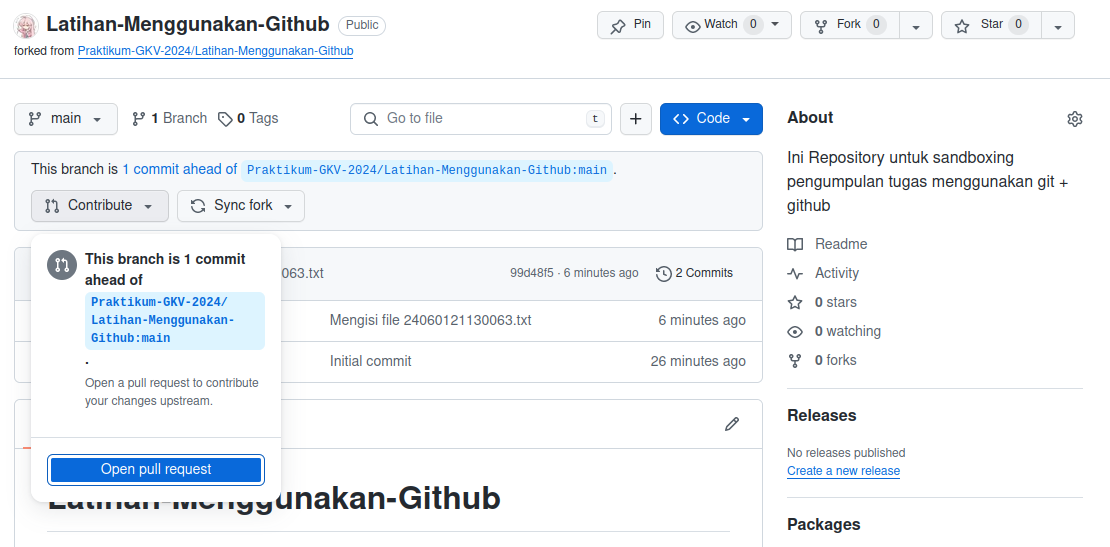 Latihan-Menggunakan-Github Public Pin Watch 0 Fork 0 Star 0
forked from Praktikum-GKV-2024/Latihan-Menggunakan-Github
main 1 Branch 0 Tags Go to file t + Code
This branch is 1 commit ahead of Praktikum-GKV-2024/Latihan-Menggunakan-Github:main .
Contribute Sync fork
This branch is 1 commit
ahead of
Praktikum-GKV-2024/
Latihan-Menggunakan-
Github:main
.
Open a pull request to contribute
your changes upstream.
Open pull request
063.txt 99d48f5 · 6 minutes ago 2 Commits
Mengisi file 24060121130063.txt 6 minutes ago
Initial commit 26 minutes ago
Latihan-Menggunakan-Github
About
Ini Repository untuk sandboxing
pengumpulan tugas menggunakan git +
github
Readme
Activity
0 stars
0 watching
0 forks
Releases
No releases published
Create a new release
Packages